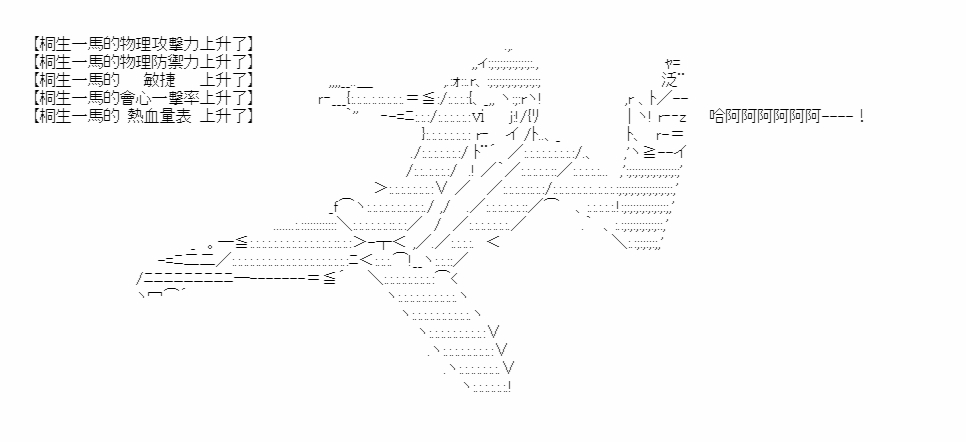 【桐生一馬的物理攻擊力上升了】
【桐生一馬的物理防禦力上升了】
【桐生一馬的 敏捷 上升了】
【桐生一馬的會心一擊率上升了】
【桐生一馬的 熱血量表 上升了】
哈阿阿阿阿阿阿----！